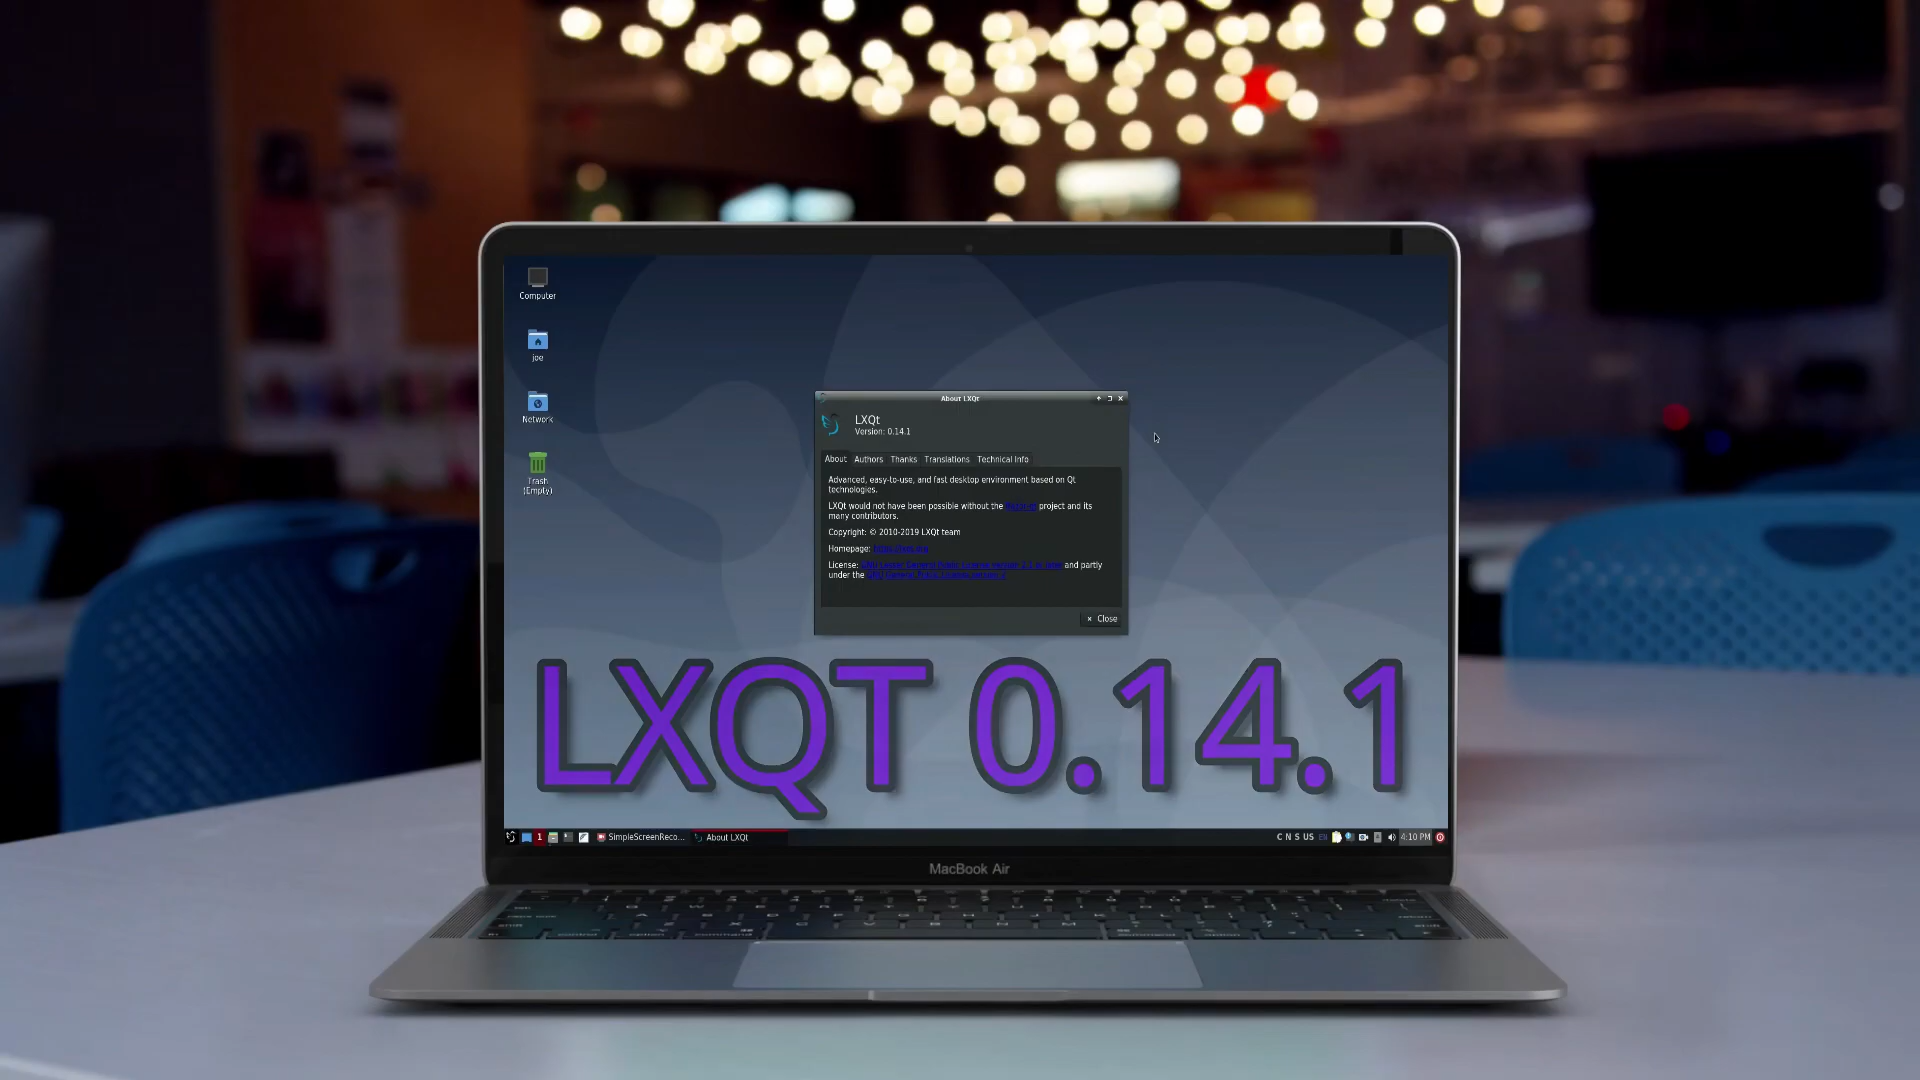 Computer
joe
Network
Trash
(Empty)
About LXQt
LXQt
Version: 0.14.1
About Authors Thanks Translations Technical Info
Advanced, easy-to-use, and fast desktop environment based on Qt
technologies.
LXQt would not have been possible without the project and its
many contributors.
Copyright: © 2010-2019 LXQt team
Homepage:
License: and partly
under the
Close
LXQT 0.14.1
1 SimpleScreenReco... About LXQt C N S US EN 4:10 PM
MacBook Air